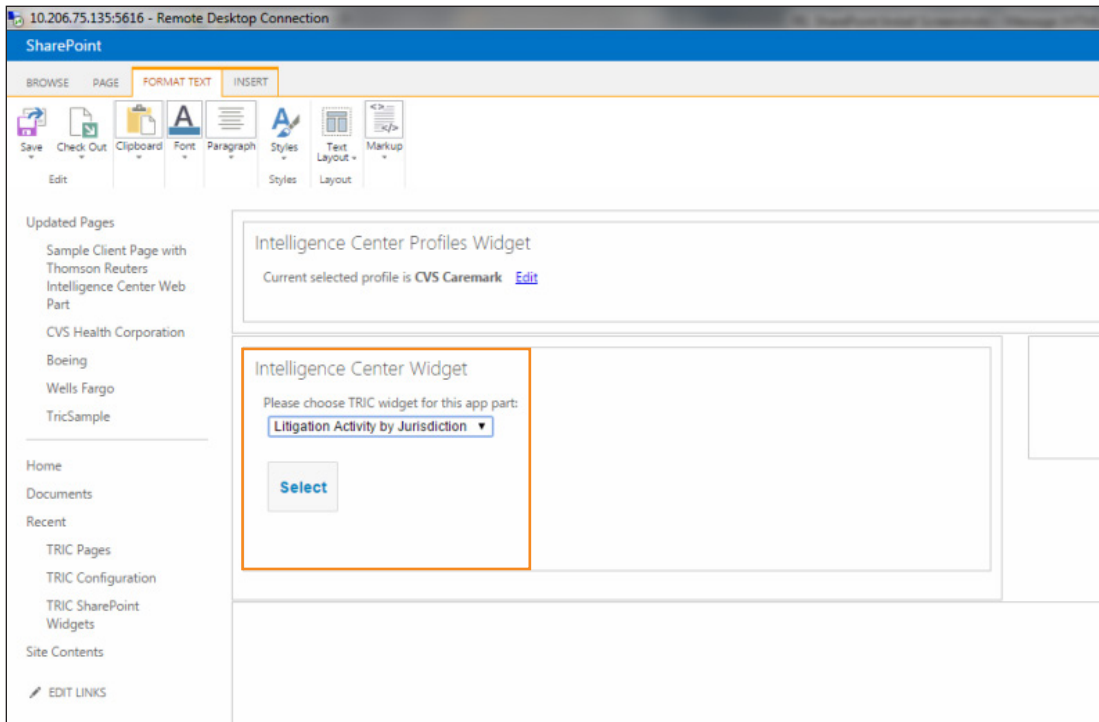 10.206.75.135:5616 - Remote Desktop Connection
SharePoint
BROWSE PAGE FORMAT TEXT INSERT
Save Check Out Clipboard Font Paragraph Styles Text Layout Markup
Edit Styles Layout
Updated Pages
Sample Client Page with
Thomson Reuters
Intelligence Center Web
Part
CVS Health Corporation
Boeing
Wells Fargo
TricSample
Home
Documents
Recent
TRIC Pages
TRIC Configuration
TRIC SharePoint
Widgets
Site Contents
EDIT LINKS
Intelligence Center Profiles Widget
Current selected profile is CVS Caremark Edit
Intelligence Center Widget
Please choose TRIC widget for this app part:
Litigation Activity by Jurisdiction
Select